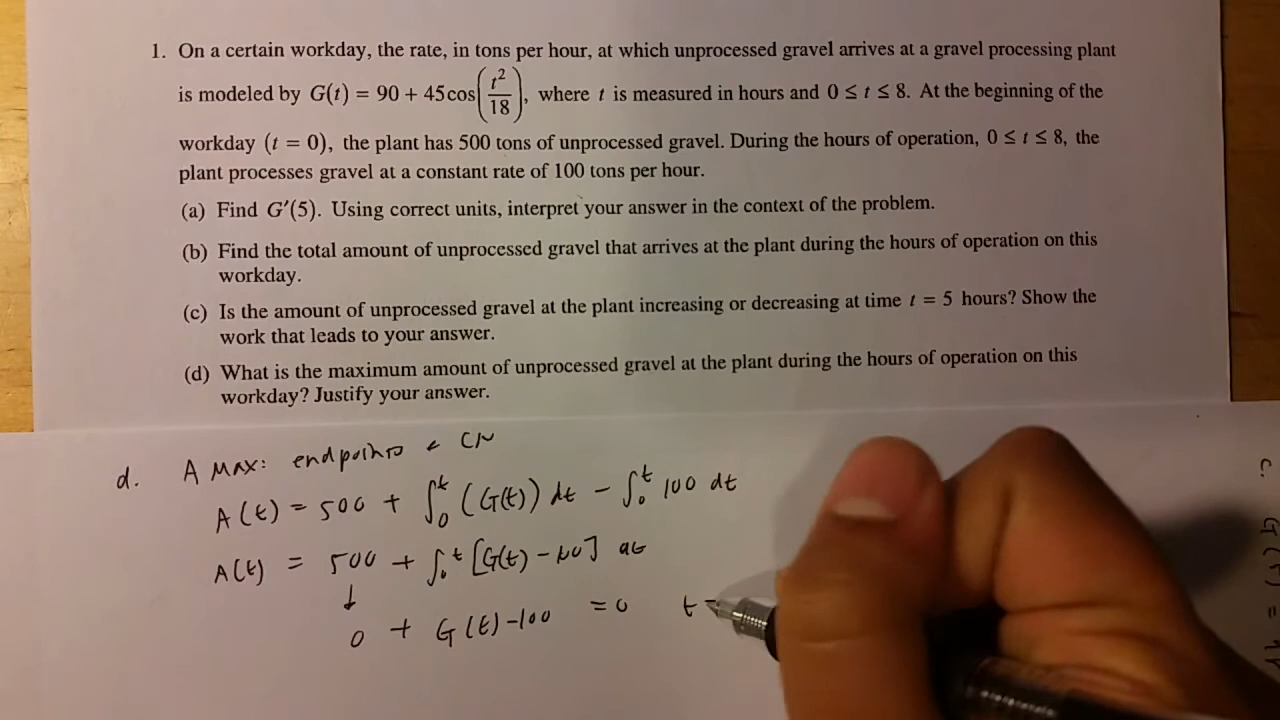 1. On a certain workday, the rate, in tons per hour, at which unprocessed gravel arrives at a gravel processing plant
is modeled by G(t) = 90 + 45cos(t²/18), where t is measured in hours and 0 ≤ t ≤ 8. At the beginning of the
workday (t = 0), the plant has 500 tons of unprocessed gravel. During the hours of operation, 0 ≤ t ≤ 8, the
plant processes gravel at a constant rate of 100 tons per hour.
(a) Find G′(5). Using correct units, interpret your answer in the context of the problem.
(b) Find the total amount of unprocessed gravel that arrives at the plant during the hours of operation on this
workday.
(c) Is the amount of unprocessed gravel at the plant increasing or decreasing at time t = 5 hours? Show the
work that leads to your answer.
(d) What is the maximum amount of unprocessed gravel at the plant during the hours of operation on this
workday? Justify your answer.
d. A MAX: endpoints & CN
A(t) = 500 + ∫₀ᵗ (G(t)) dt − ∫₀ᵗ 100 dt
A(t) = 500 + ∫₀ᵗ [G(t) − 100] dt
↓
0 + G(t) − 100 = 0 t =
c. G(t) =